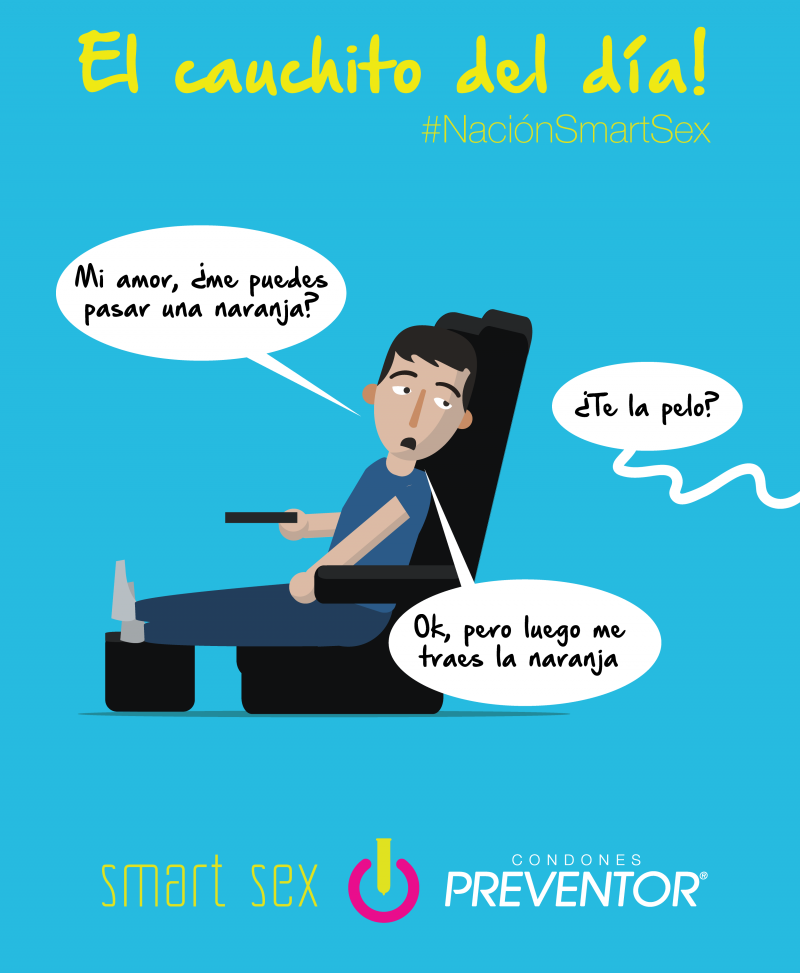 El cauchito del día!
#NaciónSmartSex
Mi amor, ¿me puedes
pasar una naranja?
¿Te la pelo?
Ok, pero luego me
traes la naranja
smart sex
CONDONES
PREVENTOR®